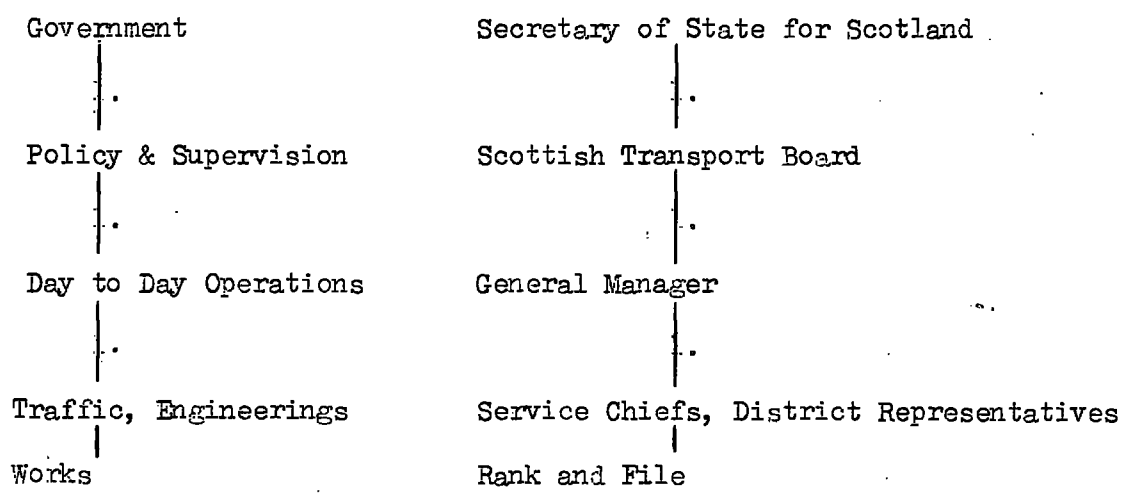 Government Secretary of State for Scotland
Policy & Supervision Scottish Transport Board
Day to Day Operations General Manager
Traffic, Engineerings Service Chiefs, District Representatives
Works Rank and File